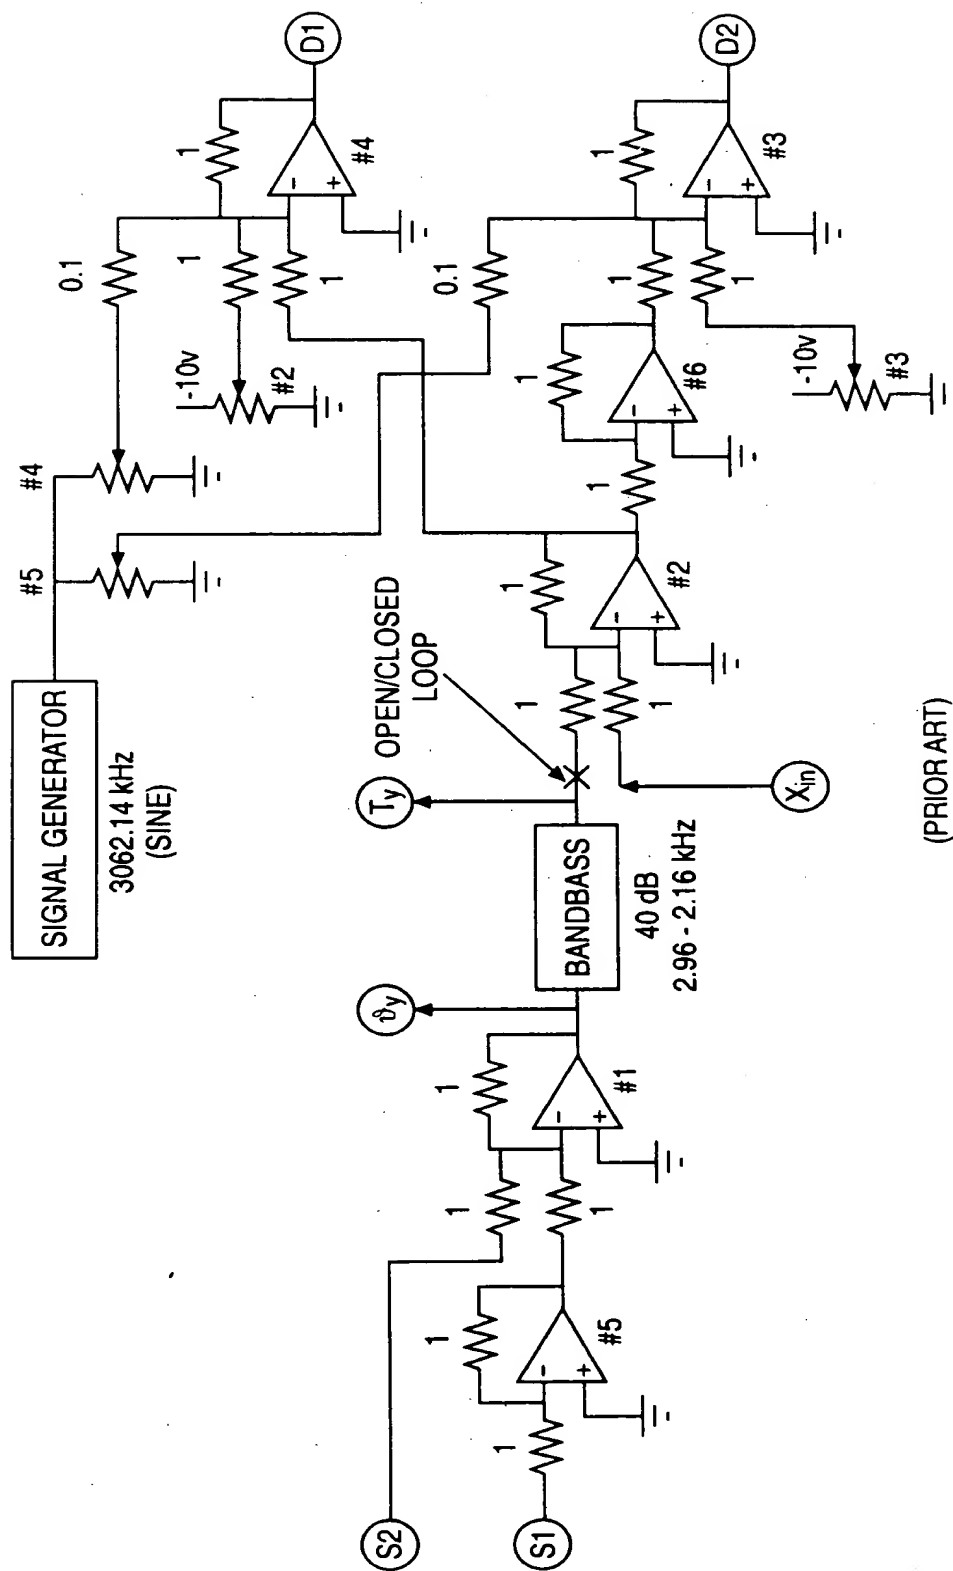 SIGNAL GENERATOR
3062.14 kHz
(SINE)
#5
#4
0.1
-10v
#2
1
1
1
-
+
#4
D1
S2
S1
1
1
-
+
#5
1
1
1
-
+
#1
ϑy
BANDBASS
40 dB
2.96 - 2.16 kHz
Ty
OPEN/CLOSED
LOOP
Xin
1
1
1
-
+
#2
1
1
-
+
#6
0.1
1
1
-10v
#3
1
-
+
#3
D2
(PRIOR ART)